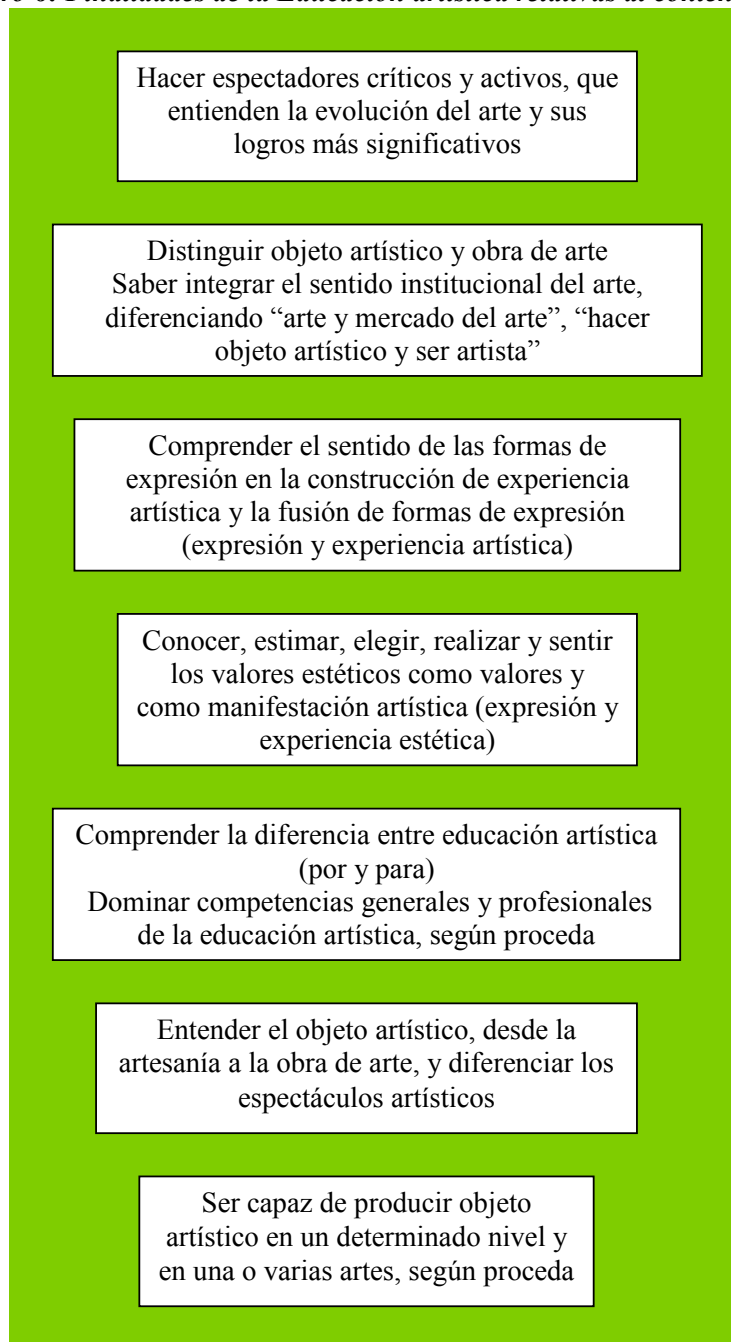 6. Finalidades de la Educación artística relativas al
Hacer espectadores críticos y activos, que
entienden la evolución del arte y sus
logros más significativos
Distinguir objeto artístico y obra de arte
Saber integrar el sentido institucional del arte,
diferenciando “arte y mercado del arte”, “hacer
objeto artístico y ser artista”
Comprender el sentido de las formas de
expresión en la construcción de experiencia
artística y la fusión de formas de expresión
(expresión y experiencia artística)
Conocer, estimar, elegir, realizar y sentir
los valores estéticos como valores y
como manifestación artística (expresión y
experiencia estética)
Comprender la diferencia entre educación artística
(por y para)
Dominar competencias generales y profesionales
de la educación artística, según proceda
Entender el objeto artístico, desde la
artesanía a la obra de arte, y diferenciar los
espectáculos artísticos
Ser capaz de producir objeto
artístico en un determinado nivel y
en una o varias artes, según proceda